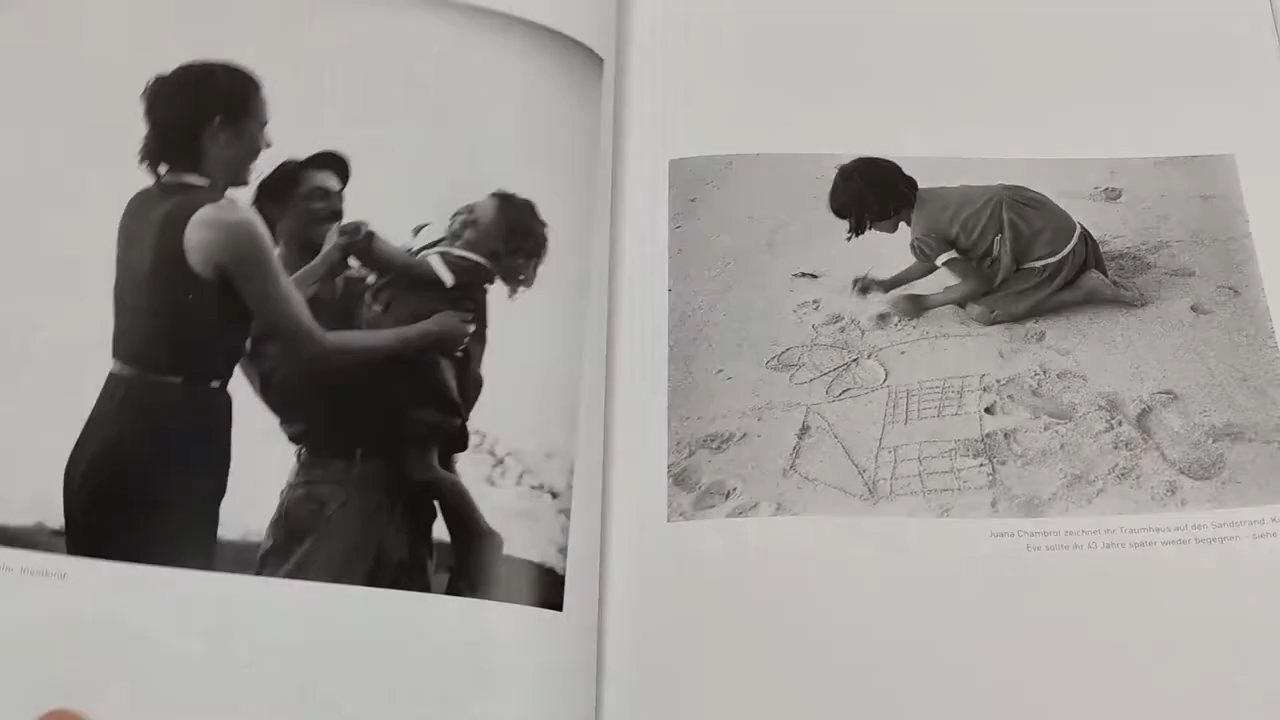 Juana Chambrol zeichnet ihr Traumhaus auf den Sandstrand.
Eve sollte ihr 43 Jahre später wieder begegnen – siehe